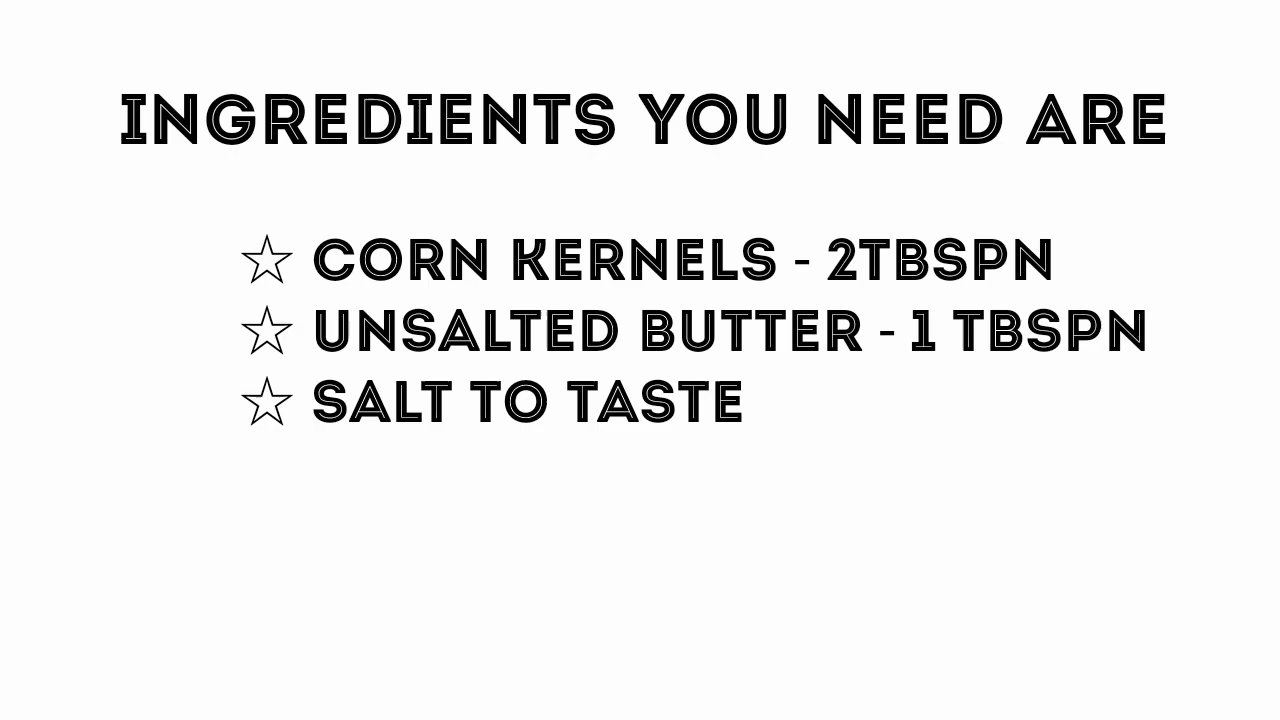 INGREDIENTS YOU NEED ARE
☆ CORN KERNELS - 2TBSPN
☆ UNSALTED BUTTER - 1 TBSPN
☆ SALT TO TASTE